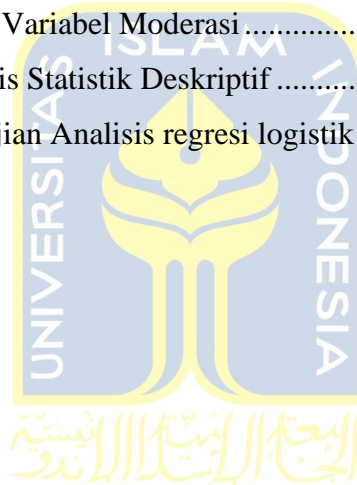 Variabel Moderasi..............
is Statistik Deskriptif..........
jian Analisis regresi logistik
UNIVERSITAS
ISLAM
INDONESIA